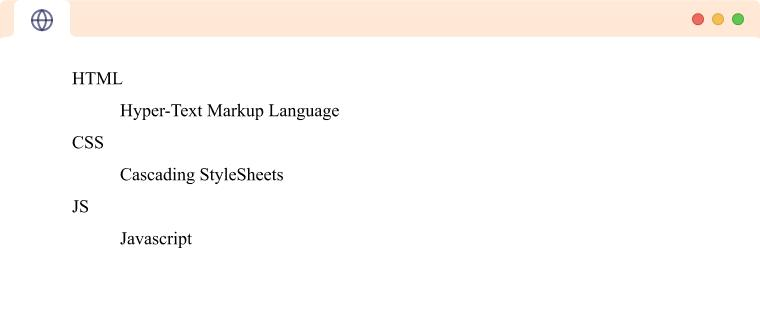 HTML
Hyper-Text Markup Language
CSS
Cascading StyleSheets
JS
Javascript